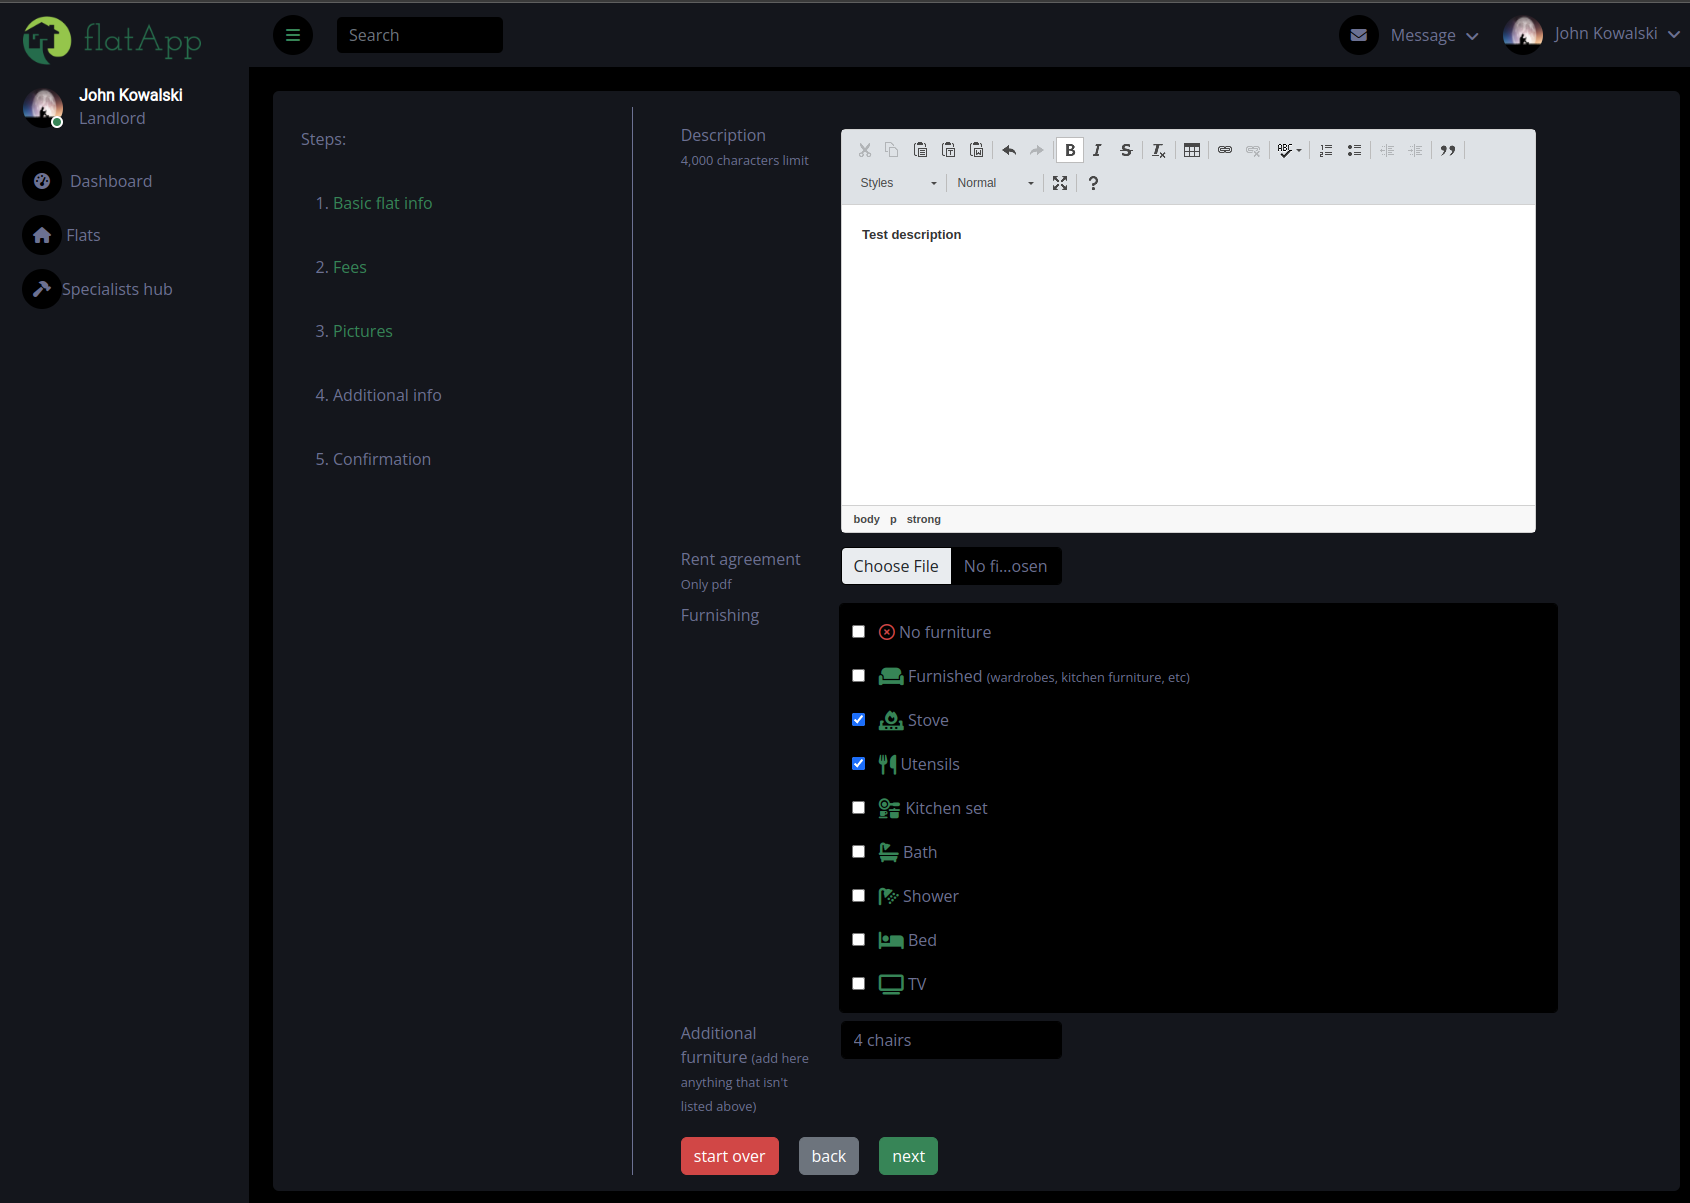 flatApp
Search
Message
John Kowalski
John Kowalski
Landlord
Dashboard
Flats
Specialists hub
Steps:
1. Basic flat info
2. Fees
3. Pictures
4. Additional info
5. Confirmation
Description
4,000 characters limit
B I S Ix ABC
Styles Normal ?
Test description
body p strong
Rent agreement
Only pdf
Choose File No fi...osen
Furnishing
No furniture
Furnished (wardrobes, kitchen furniture, etc)
Stove
Utensils
Kitchen set
Bath
Shower
Bed
TV
Additional
furniture (add here
anything that isn't
listed above)
4 chairs
start over back next